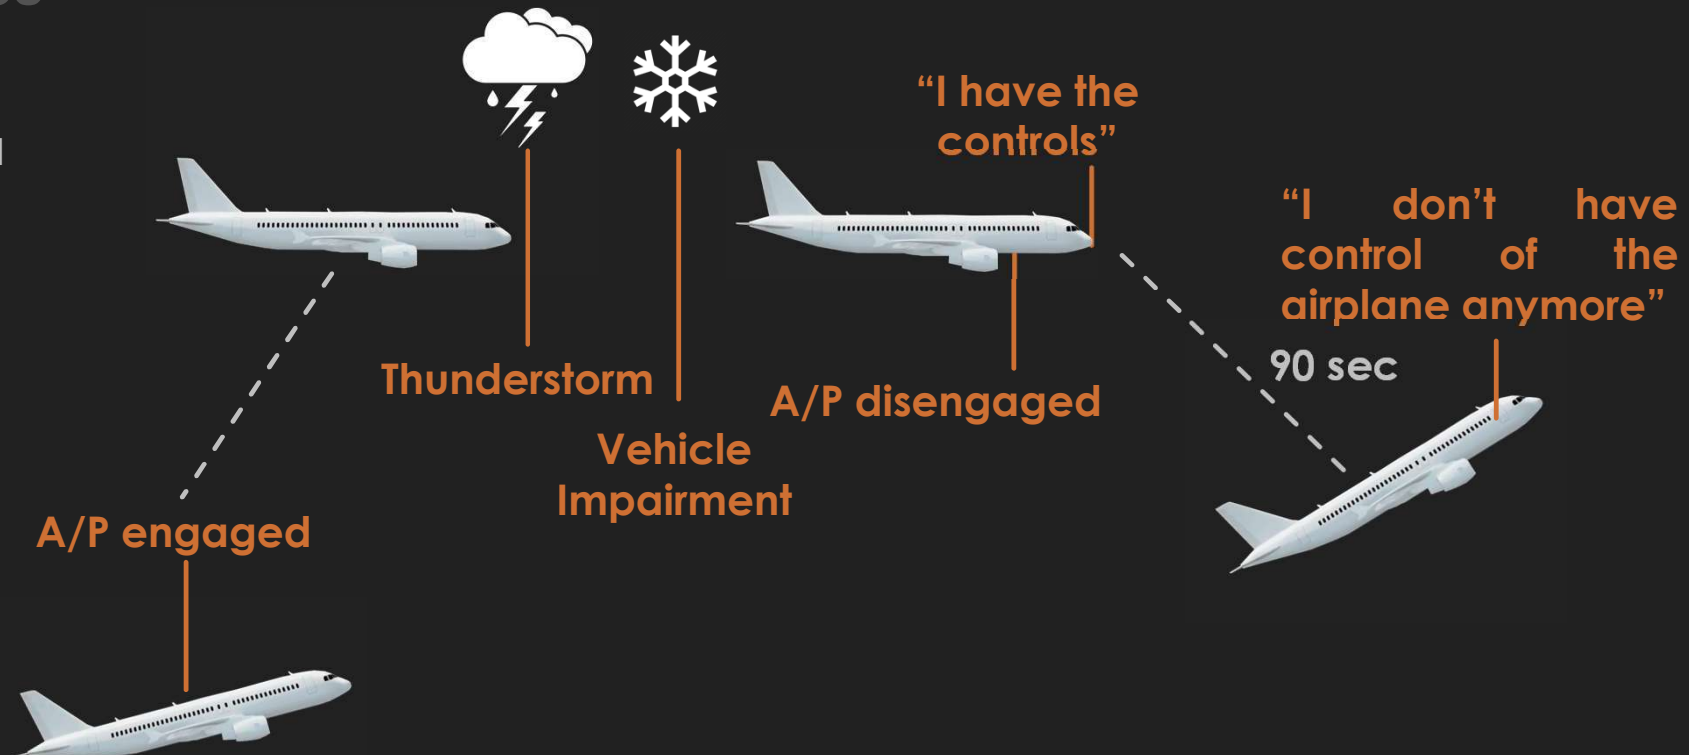 “I have the
controls”
“I don’t have
control of the
airplane anymore”
90 sec
Thunderstorm
A/P disengaged
Vehicle
Impairment
A/P engaged